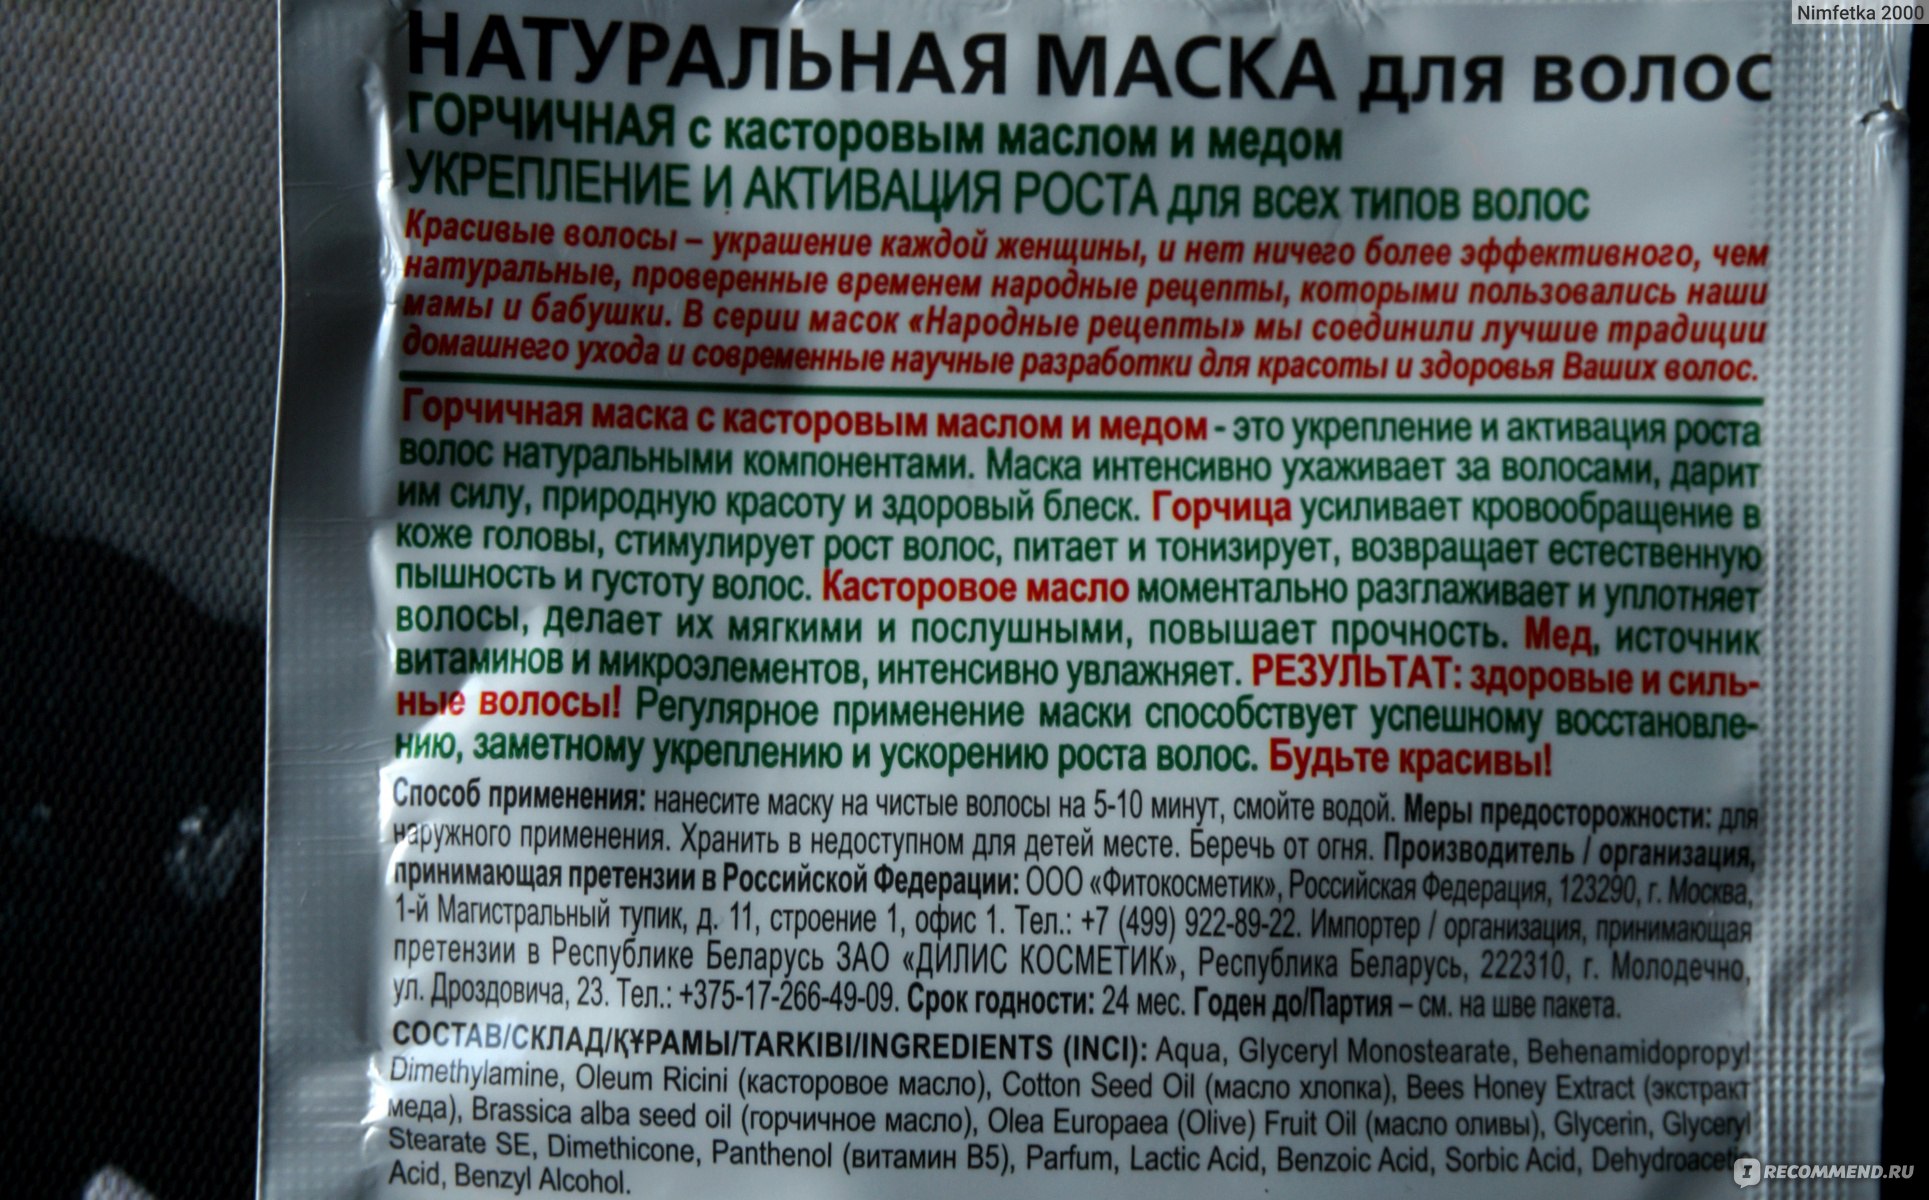 Nimfetka 2000
НАТУРАЛЬНАЯ МАСКА для волос
ГОРЧИЧНАЯ с касторовым маслом и медом
УКРЕПЛЕНИЕ И АКТИВАЦИЯ РОСТА для всех типов волос
Красивые волосы – украшение каждой женщины, и нет ничего более эффективного, чем
натуральные, проверенные временем народные рецепты, которыми пользовались наши
мамы и бабушки. В серии масок «Народные рецепты» мы соединили лучшие традиции
домашнего ухода и современные научные разработки для красоты и здоровья Ваших волос.
Горчичная маска с касторовым маслом и медом - это укрепление и активация роста
волос натуральными компонентами. Маска интенсивно ухаживает за волосами, дарит
им силу, природную красоту и здоровый блеск. Горчица усиливает кровообращение в
коже головы, стимулирует рост волос, питает и тонизирует, возвращает естественную
пышность и густоту волос. Касторовое масло моментально разглаживает и уплотняет
волосы, делает их мягкими и послушными, повышает прочность. Мед, источник
витаминов и микроэлементов, интенсивно увлажняет. РЕЗУЛЬТАТ: здоровые и силь-
ные волосы! Регулярное применение маски способствует успешному восстановле-
нию, заметному укреплению и ускорению роста волос. Будьте красивы!
Способ применения: нанесите маску на чистые волосы на 5-10 минут, смойте водой. Меры предосторожности: для
наружного применения. Хранить в недоступном для детей месте. Беречь от огня. Производитель / организация,
принимающая претензии в Российской Федерации: ООО «Фитокосметик», Российская Федерация, 123290, г. Москва,
1-й Магистральный тупик, д. 11, строение 1, офис 1. Тел.: +7 (499) 922-89-22. Импортер / организация, принимающая
претензии в Республике Беларусь ЗАО «ДИЛИС КОСМЕТИК», Республика Беларусь, 222310, г. Молодечно,
ул. Дроздовича, 23. Тел.: +375-17-266-49-09. Срок годности: 24 мес. Годен до/Партия – см. на шве пакета.
СОСТАВ/СКЛАД/ҚҰРАМЫ/TARKIBI/INGREDIENTS (INCI): Aqua, Glyceryl Monostearate, Behenamidopropyl
Dimethylamine, Oleum Ricini (касторовое масло), Cotton Seed Oil (масло хлопка), Bees Honey Extract (экстракт
меда), Brassica alba seed oil (горчичное масло), Olea Europaea (Olive) Fruit Oil (масло оливы), Glycerin, Glyceryl
Stearate SE, Dimethicone, Panthenol (витамин В5), Parfum, Lactic Acid, Benzoic Acid, Sorbic Acid, Dehydroacetic
Acid, Benzyl Alcohol.
IRECOMMEND.RU